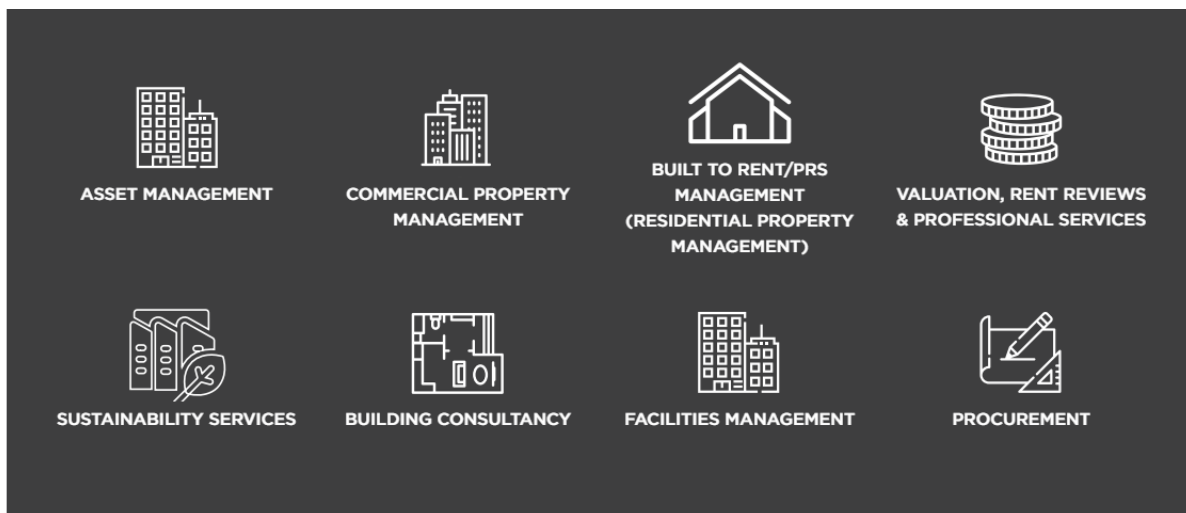 ASSET MANAGEMENT
COMMERCIAL PROPERTY
MANAGEMENT
BUILT TO RENT/PRS
MANAGEMENT
(RESIDENTIAL PROPERTY
MANAGEMENT)
VALUATION, RENT REVIEWS
& PROFESSIONAL SERVICES
SUSTAINABILITY SERVICES
BUILDING CONSULTANCY
FACILITIES MANAGEMENT
PROCUREMENT